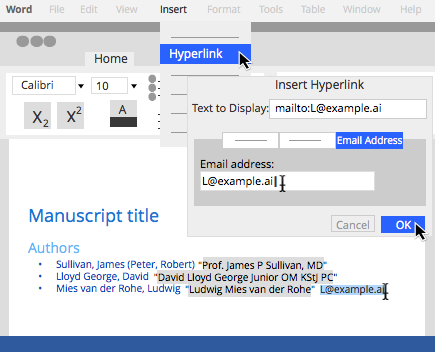 Word File Edit View Insert Format Tools Table Window Help
Home
Hyperlink
Calibri 10
X2 X2 A
Insert Hyperlink
Text to Display: mailto:L@example.ai
Email Address
Email address:
L@example.ai
Cancel OK
Manuscript title
Authors
• Sullivan, James (Peter, Robert) "Prof. James P Sullivan, MD"
• Lloyd George, David "David Lloyd George Junior OM KStJ PC"
• Mies van der Rohe, Ludwig "Ludwig Mies van der Rohe" L@example.ai